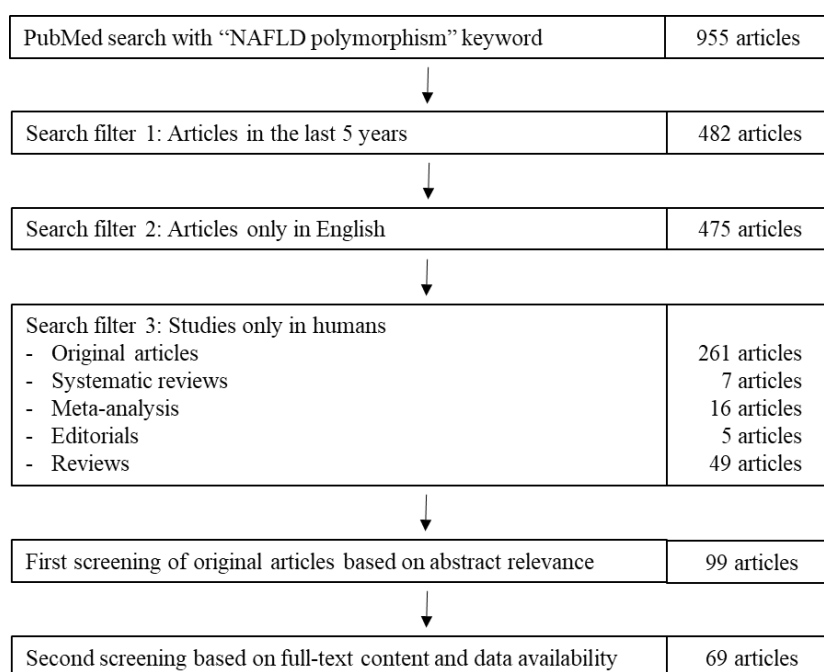 PubMed search with “NAFLD polymorphism” keyword 955 articles
Search filter 1: Articles in the last 5 years 482 articles
Search filter 2: Articles only in English 475 articles
Search filter 3: Studies only in humans
- Original articles 261 articles
- Systematic reviews 7 articles
- Meta-analysis 16 articles
- Editorials 5 articles
- Reviews 49 articles
First screening of original articles based on abstract relevance 99 articles
Second screening based on full-text content and data availability 69 articles